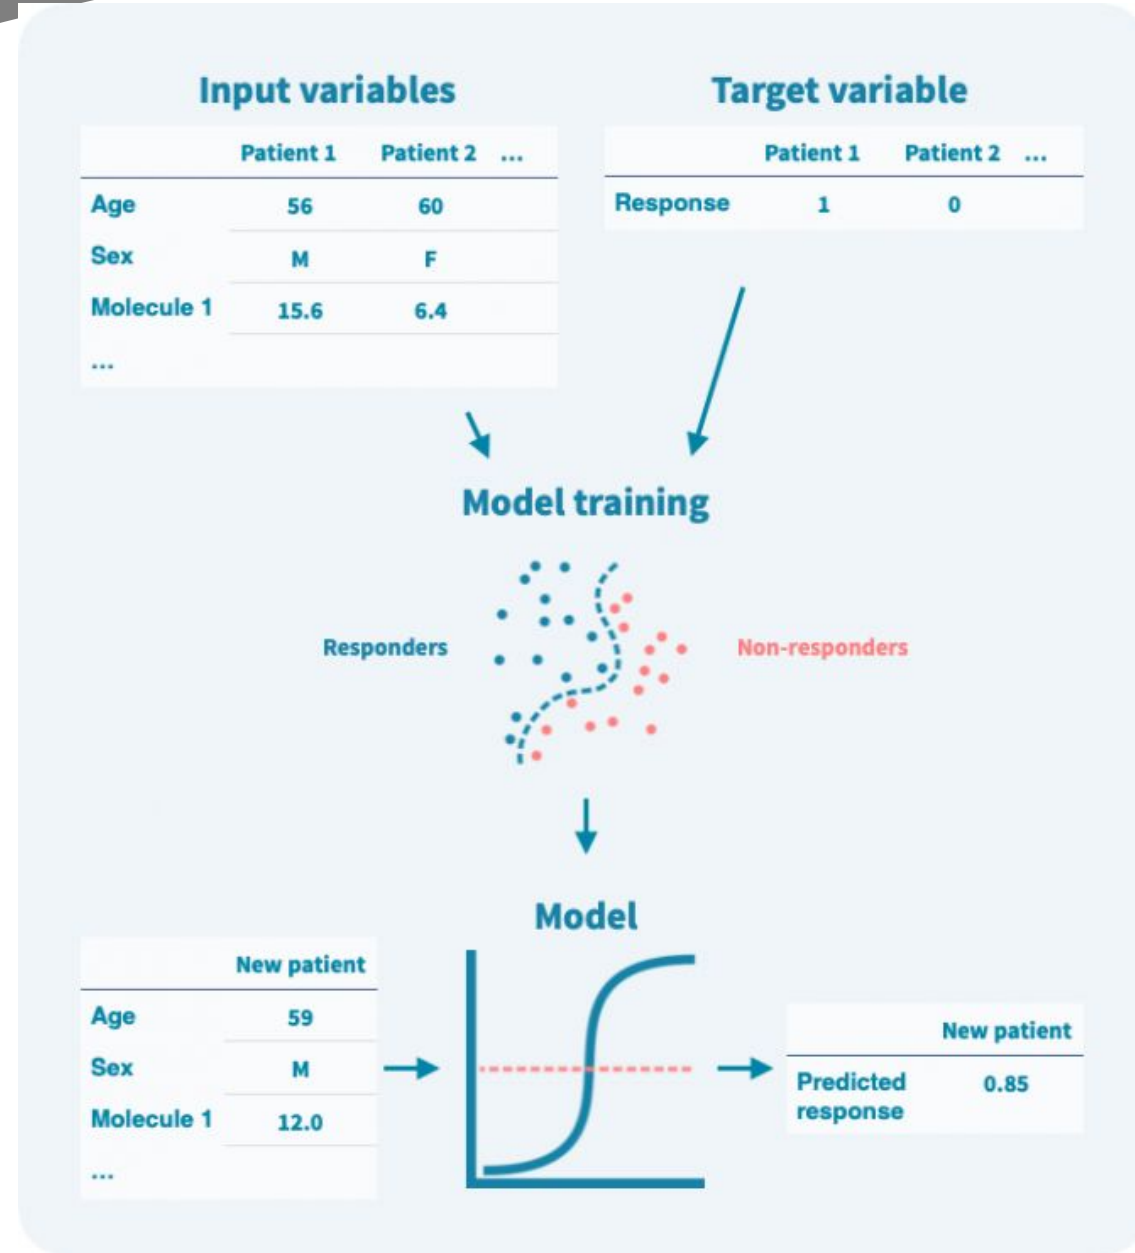 Input variables
Target variable
Patient 1 Patient 2 ...
Age 56 60
Sex M F
Molecule 1 15.6 6.4
...
Patient 1 Patient 2 ...
Response 1 0
Model training
Responders
Non-responders
Model
New patient
Age 59
Sex M
Molecule 1 12.0
...
New patient
Predicted 0.85
response